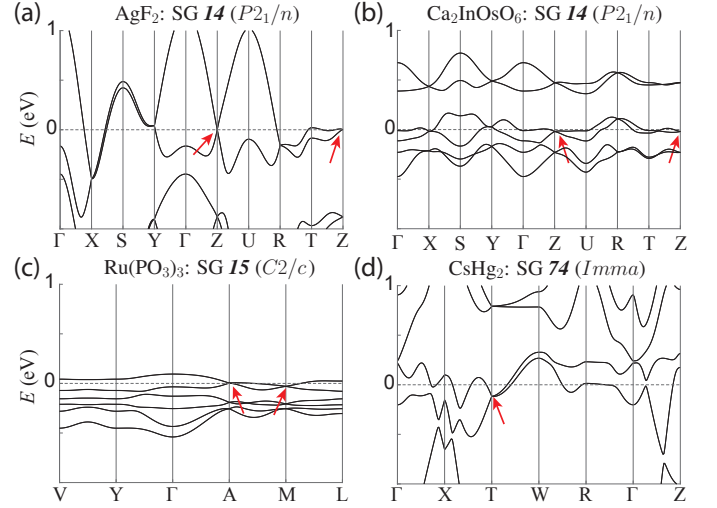 (a) AgF₂: SG 14 (P2₁/n)
1
0
E (eV)
Γ X S Y Γ Z U R T Z
(b) Ca₂InOsO₆: SG 14 (P2₁/n)
1
0
Γ X S Y Γ Z U R T Z
(c) Ru(PO₃)₃: SG 15 (C2/c)
1
0
E (eV)
V Y Γ A M L
(d) CsHg₂: SG 74 (Imma)
1
0
Γ X T W R Γ Z